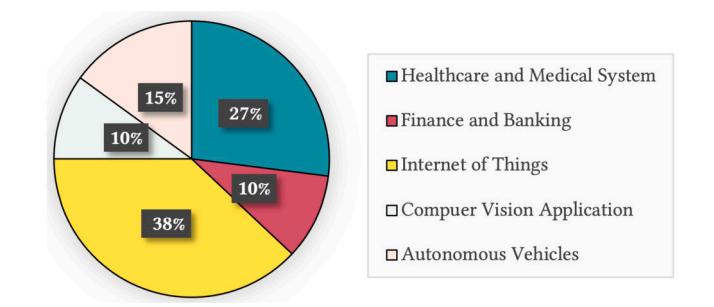 15%
27%
10%
10%
38%
Healthcare and Medical System
Finance and Banking
Internet of Things
Compuer Vision Application
Autonomous Vehicles